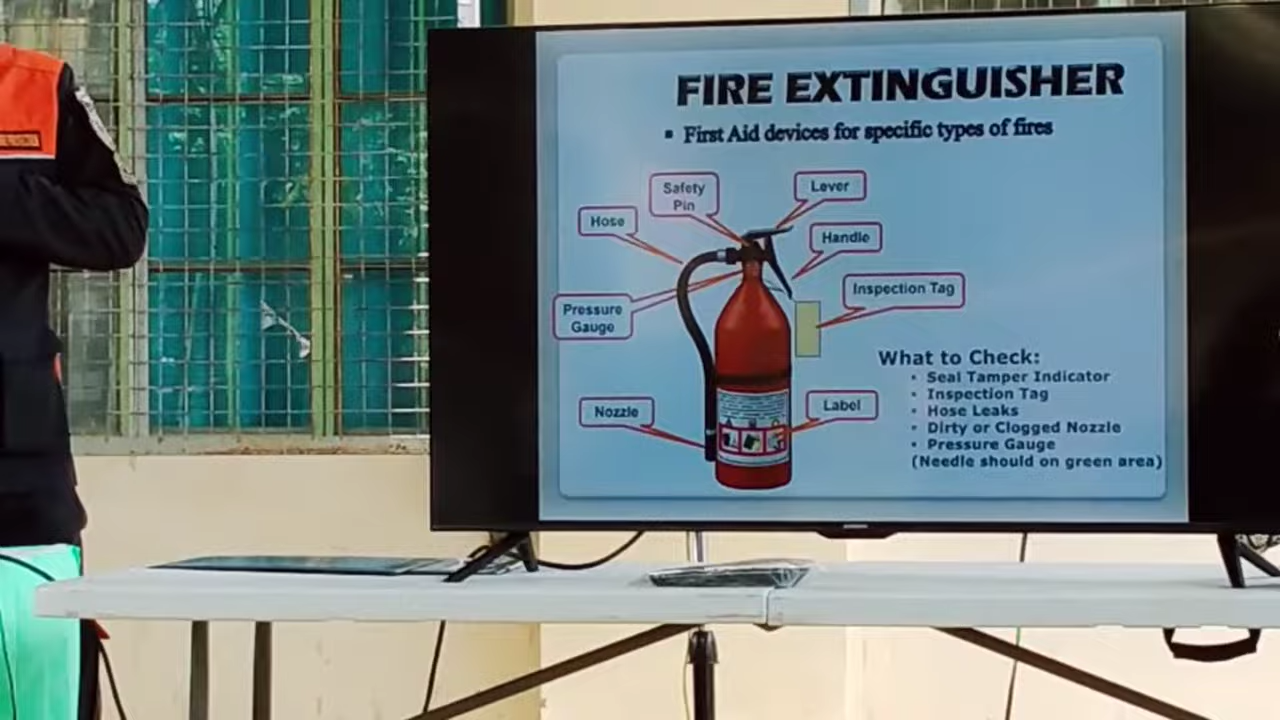 FIRE EXTINGUISHER
▪ First Aid devices for specific types of fires
Safety
Pin
Lever
Hose
Handle
Inspection Tag
Pressure
Gauge
What to Check:
• Seal Tamper Indicator
• Inspection Tag
• Hose Leaks
• Dirty or Clogged Nozzle
• Pressure Gauge
(Needle should on green area)
Nozzle
Label